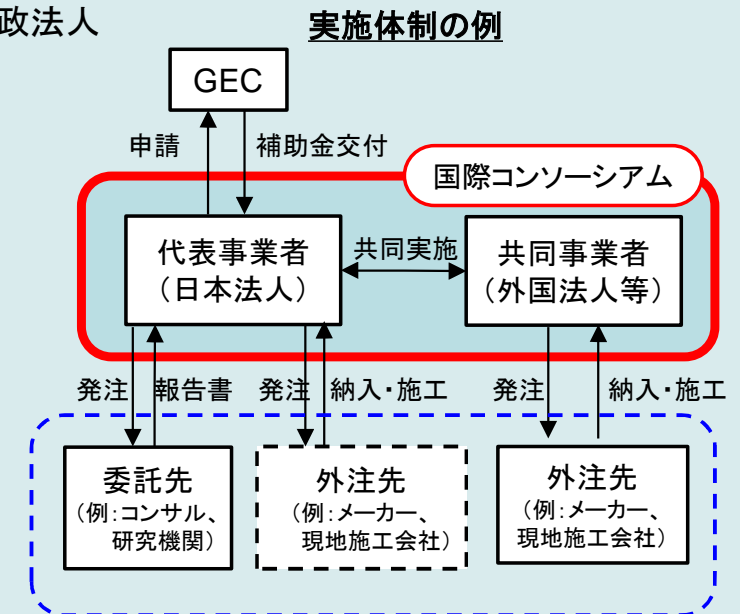 政法人
実施体制の例
GEC
申請
補助金交付
国際コンソーシアム
代表事業者
（日本法人）
共同実施
共同事業者
（外国法人等）
発注
報告書
発注
納入・施工
発注
納入・施工
委託先
（例：コンサル、
研究機関）
外注先
（例：メーカー、
現地施工会社）
外注先
（例：メーカー、
現地施工会社）